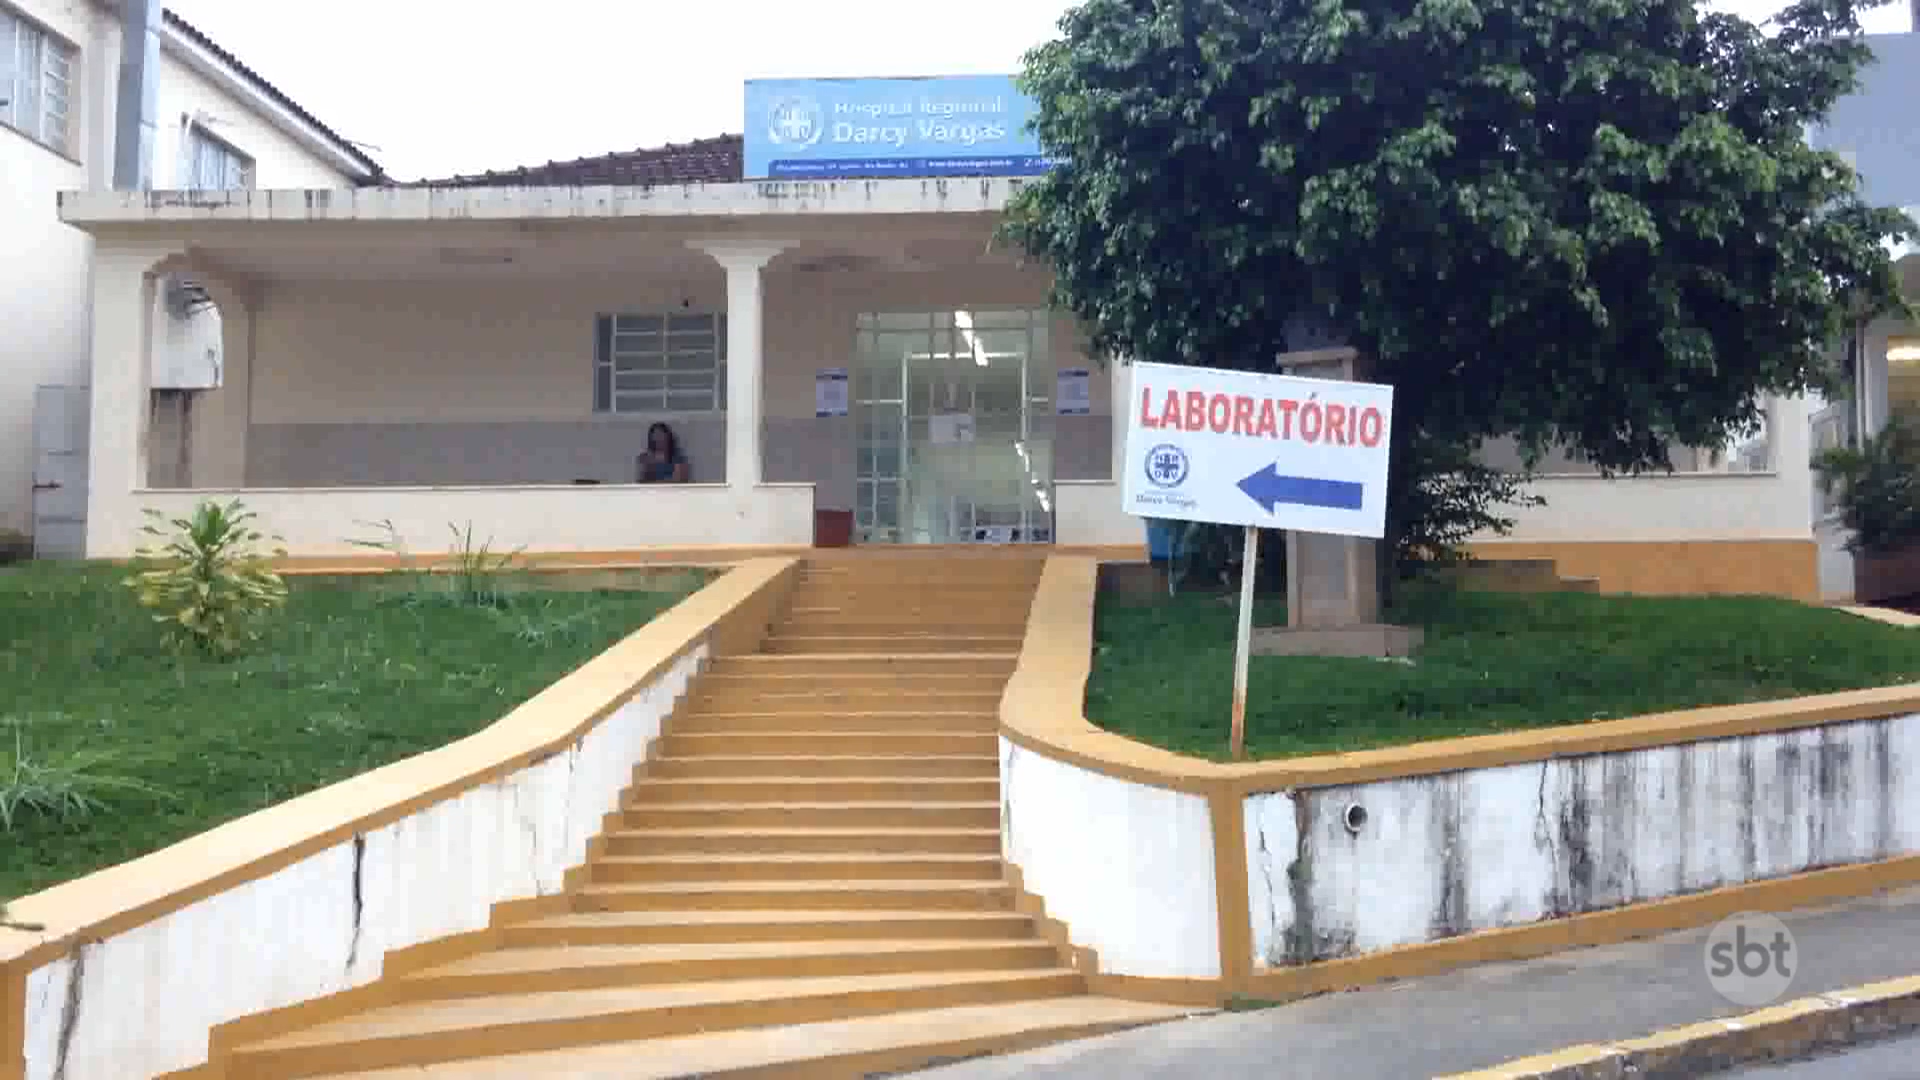 Hospital Regional
Darcy Vargas
LABORATÓRIO
Darcy Vargas
sbt